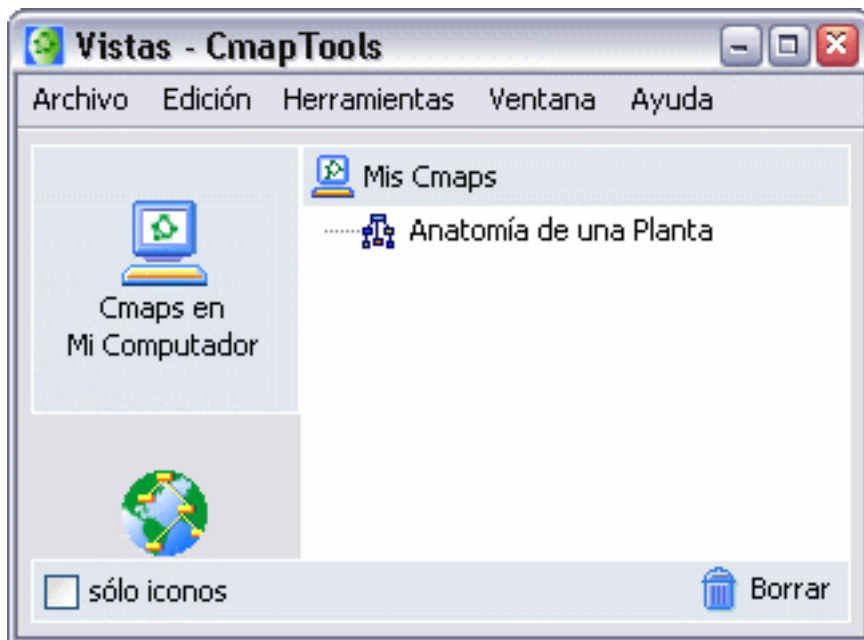 Vistas - CmapTools
Archivo Edición Herramientas Ventana Ayuda
Mis Cmaps
Anatomía de una Planta
Cmaps en
Mi Computador
sólo iconos
Borrar